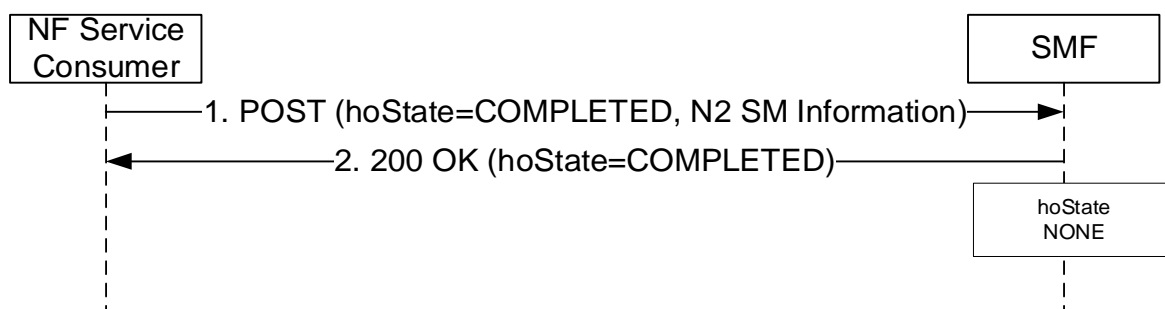 NF Service
Consumer
SMF
1. POST (hoState=COMPLETED, N2 SM Information)
2. 200 OK (hoState=COMPLETED)
hoState
NONE